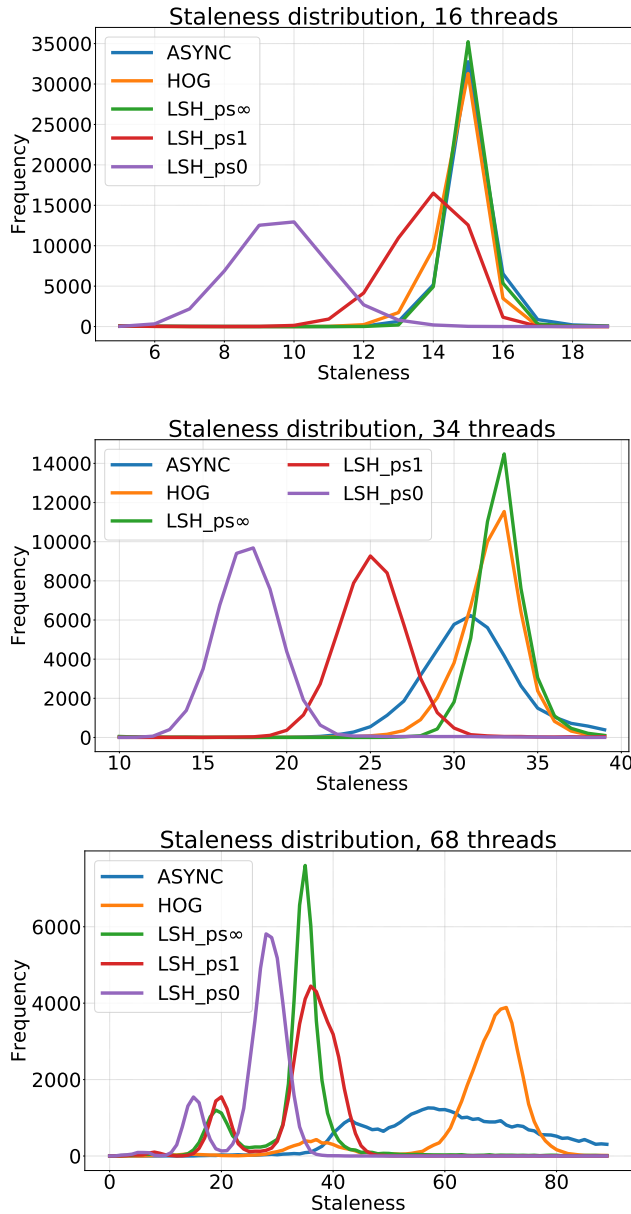 Staleness distribution, 16 threads
35000
30000
25000
20000
15000
10000
5000
0
Frequency
ASYNC
HOG
LSH_ps∞
LSH_ps1
LSH_ps0
6 8 10 12 14 16 18
Staleness
Staleness distribution, 34 threads
14000
12000
10000
8000
6000
4000
2000
0
Frequency
ASYNC LSH_ps1
HOG LSH_ps0
LSH_ps∞
10 15 20 25 30 35 40
Staleness
Staleness distribution, 68 threads
6000
4000
2000
0
Frequency
ASYNC
HOG
LSH_ps∞
LSH_ps1
LSH_ps0
0 20 40 60 80
Staleness